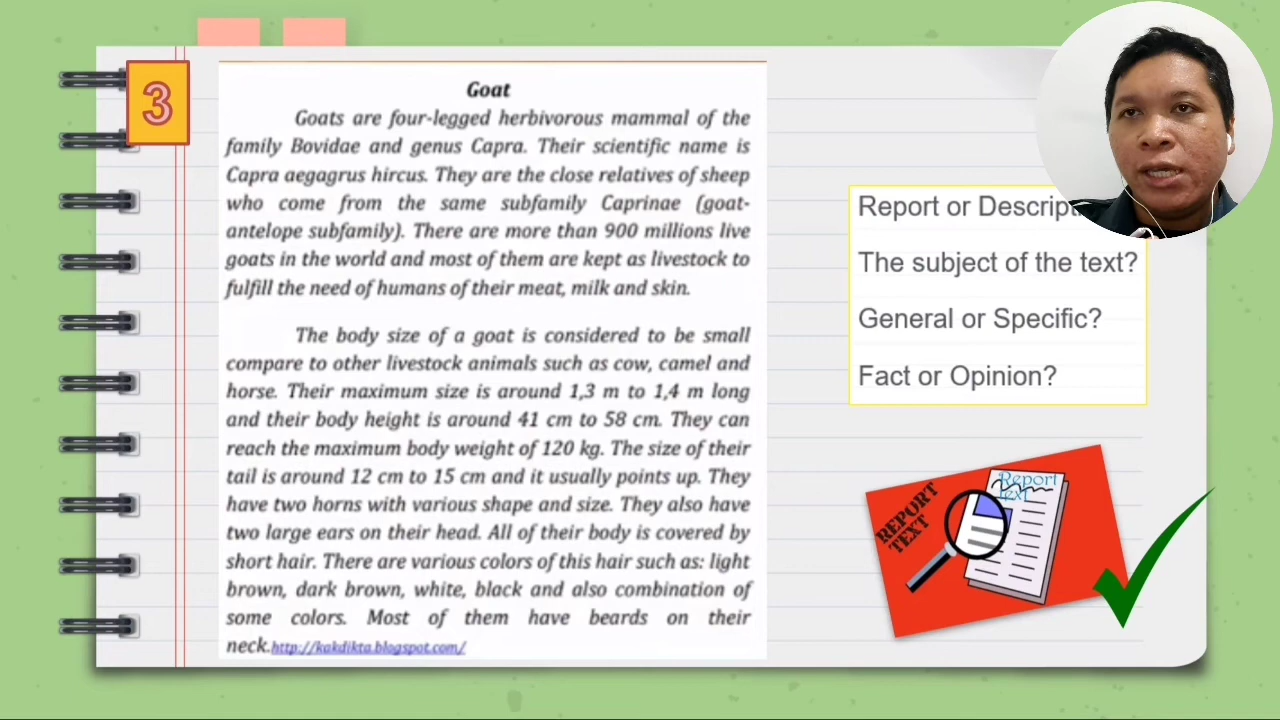 3
Goat
Goats are four-legged herbivorous mammal of the
family Bovidae and genus Capra. Their scientific name is
Capra aegagrus hircus. They are the close relatives of sheep
who come from the same subfamily Caprinae (goat-
antelope subfamily). There are more than 900 millions live
goats in the world and most of them are kept as livestock to
fulfill the need of humans of their meat, milk and skin.
The body size of a goat is considered to be small
compare to other livestock animals such as cow, camel and
horse. Their maximum size is around 1,3 m to 1,4 m long
and their body height is around 41 cm to 58 cm. They can
reach the maximum body weight of 120 kg. The size of their
tail is around 12 cm to 15 cm and it usually points up. They
have two horns with various shape and size. They also have
two large ears on their head. All of their body is covered by
short hair. There are various colors of this hair such as: light
brown, dark brown, white, black and also combination of
some colors. Most of them have beards on their
neck.http://kakdikta.blogspot.com/
Report or
The subject of the text?
General or Specific?
Fact or Opinion?
REPORT
TEXT
Report
text